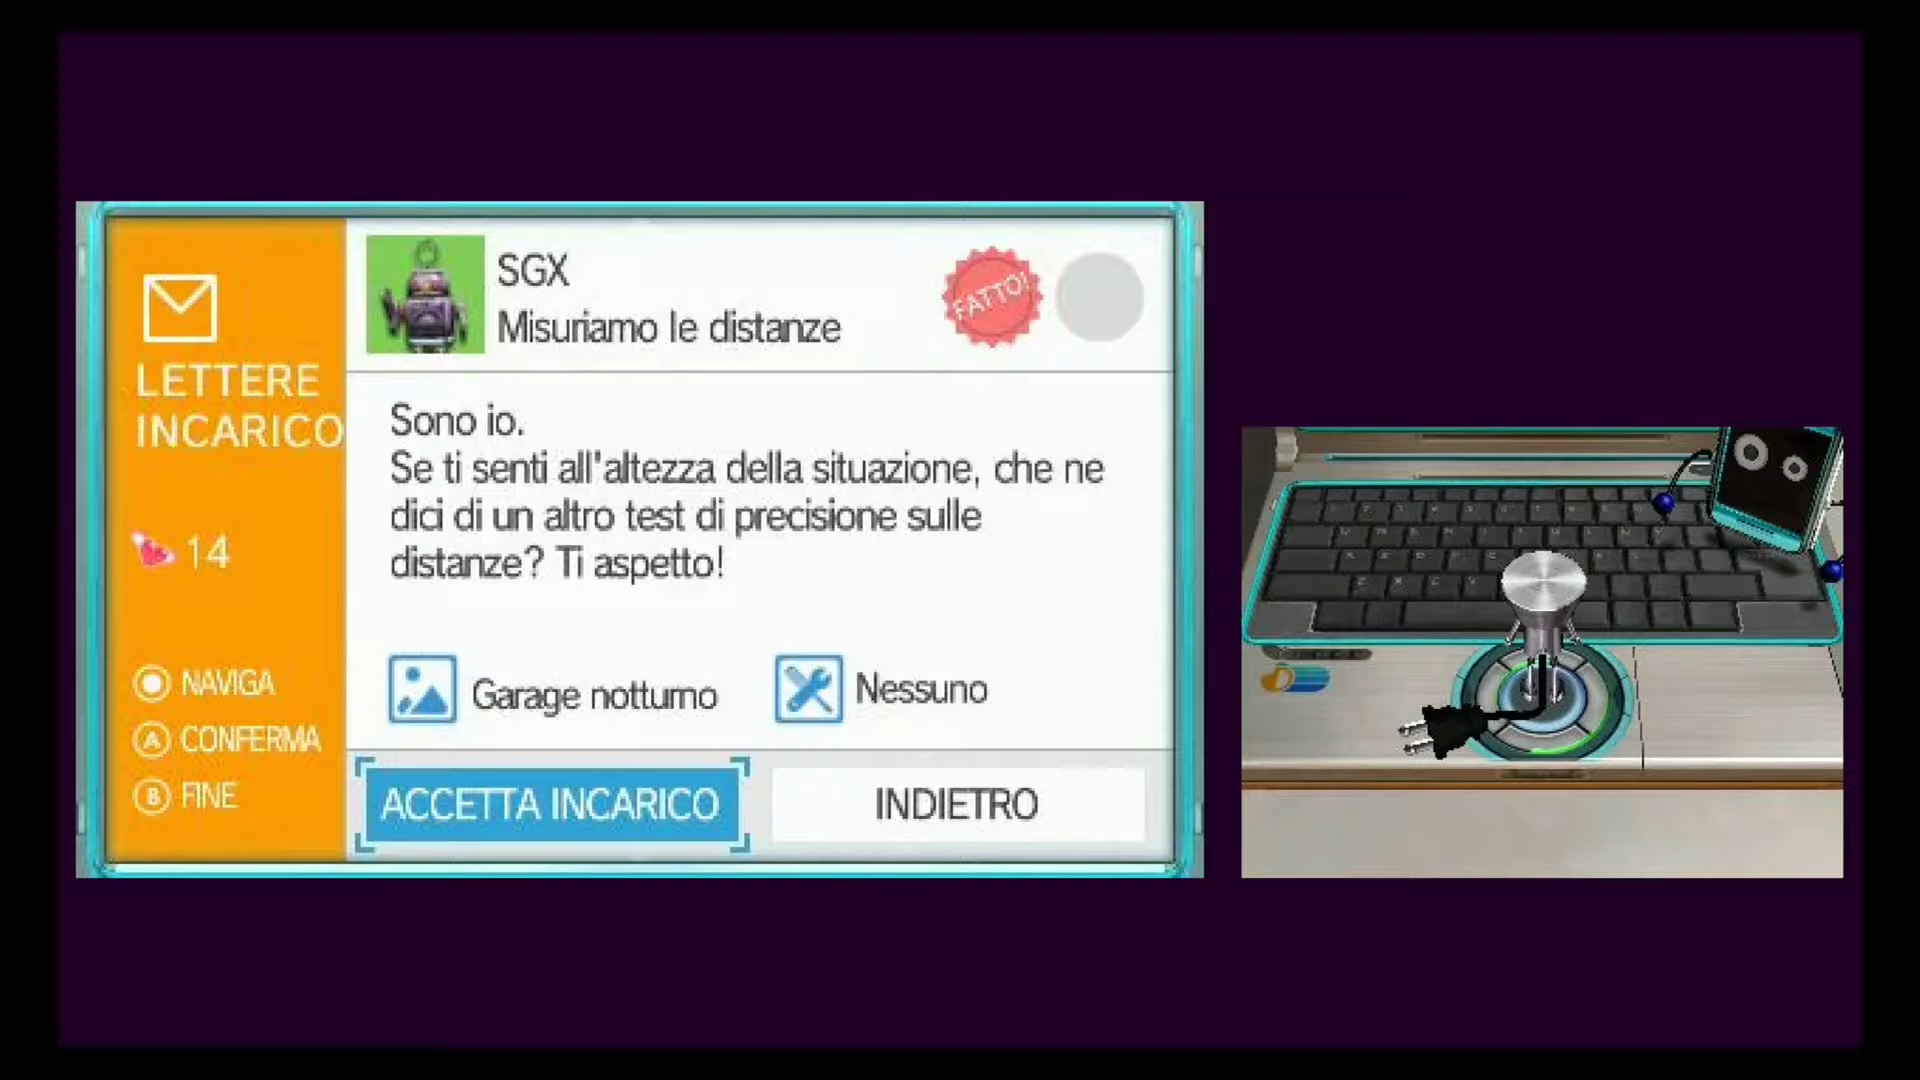 SGX
Misuriamo le distanze
FATTO!
LETTERE
INCARICO
Sono io.
Se ti senti all'altezza della situazione, che ne
dici di un altro test di precisione sulle
distanze? Ti aspetto!
14
NAVIGA
A CONFERMA
B FINE
Garage notturno
Nessuno
ACCETTA INCARICO
INDIETRO